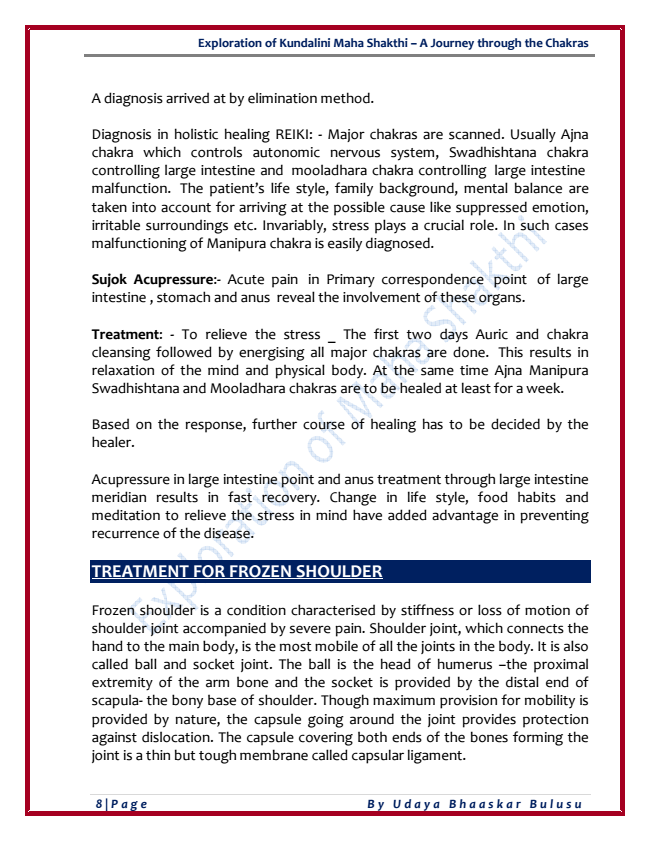 Exploration of Kundalini Maha Shakthi – A Journey through the Chakras
A diagnosis arrived at by elimination method.
Diagnosis in holistic healing REIKI: - Major chakras are scanned. Usually Ajna
chakra which controls autonomic nervous system, Swadhishtana chakra
controlling large intestine and mooladhara chakra controlling large intestine
malfunction. The patient’s life style, family background, mental balance are
taken into account for arriving at the possible cause like suppressed emotion,
irritable surroundings etc. Invariably, stress plays a crucial role. In such cases
malfunctioning of Manipura chakra is easily diagnosed.
Sujok Acupressure:- Acute pain in Primary correspondence point of large
intestine , stomach and anus reveal the involvement of these organs.
Treatment: - To relieve the stress _ The first two days Auric and chakra
cleansing followed by energising all major chakras are done. This results in
relaxation of the mind and physical body. At the same time Ajna Manipura
Swadhishtana and Mooladhara chakras are to be healed at least for a week.
Based on the response, further course of healing has to be decided by the
healer.
Acupressure in large intestine point and anus treatment through large intestine
meridian results in fast recovery. Change in life style, food habits and
meditation to relieve the stress in mind have added advantage in preventing
recurrence of the disease.
TREATMENT FOR FROZEN SHOULDER
Frozen shoulder is a condition characterised by stiffness or loss of motion of
shoulder joint accompanied by severe pain. Shoulder joint, which connects the
hand to the main body, is the most mobile of all the joints in the body. It is also
called ball and socket joint. The ball is the head of humerus –the proximal
extremity of the arm bone and the socket is provided by the distal end of
scapula- the bony base of shoulder. Though maximum provision for mobility is
provided by nature, the capsule going around the joint provides protection
against dislocation. The capsule covering both ends of the bones forming the
joint is a thin but tough membrane called capsular ligament.
8|Page By Udaya Bhaaskar Bulusu
Exploration of Maha Shakthi